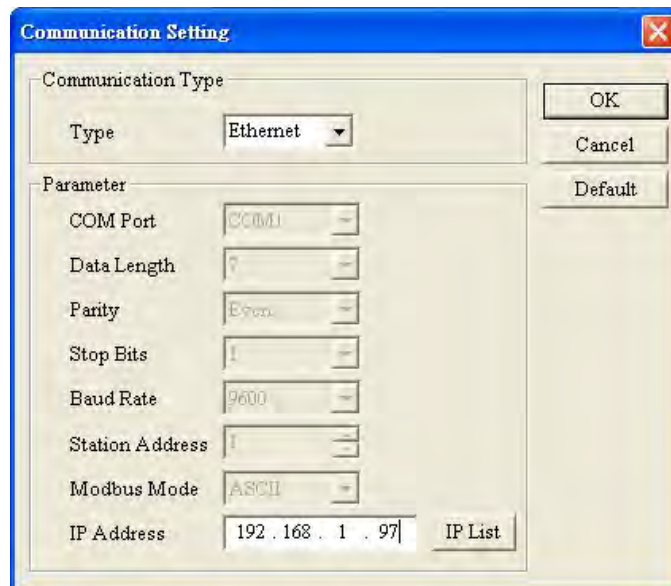 Communication Setting
Communication Type
Type Ethernet
OK
Cancel
Default
Parameter
COM Port COM1
Data Length 7
Parity Even
Stop Bits 1
Baud Rate 9600
Station Address 1
Modbus Mode ASCII
IP Address 192 . 168 . 1 . 97 IP List